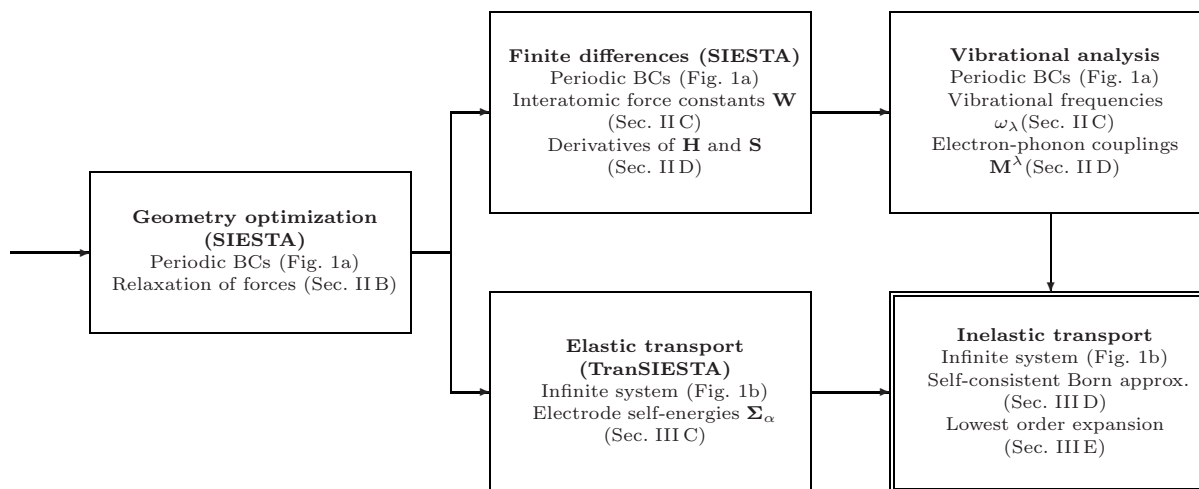 Geometry optimization
(SIESTA)
Periodic BCs (Fig. 1a)
Relaxation of forces (Sec. II B)
Finite differences (SIESTA)
Periodic BCs (Fig. 1a)
Interatomic force constants W
(Sec. II C)
Derivatives of H and S
(Sec. II D)
Vibrational analysis
Periodic BCs (Fig. 1a)
Vibrational frequencies
ω_λ(Sec. II C)
Electron-phonon couplings
M^λ(Sec. II D)
Elastic transport
(TranSIESTA)
Infinite system (Fig. 1b)
Electrode self-energies Σ_α
(Sec. III C)
Inelastic transport
Infinite system (Fig. 1b)
Self-consistent Born approx.
(Sec. III D)
Lowest order expansion
(Sec. III E)